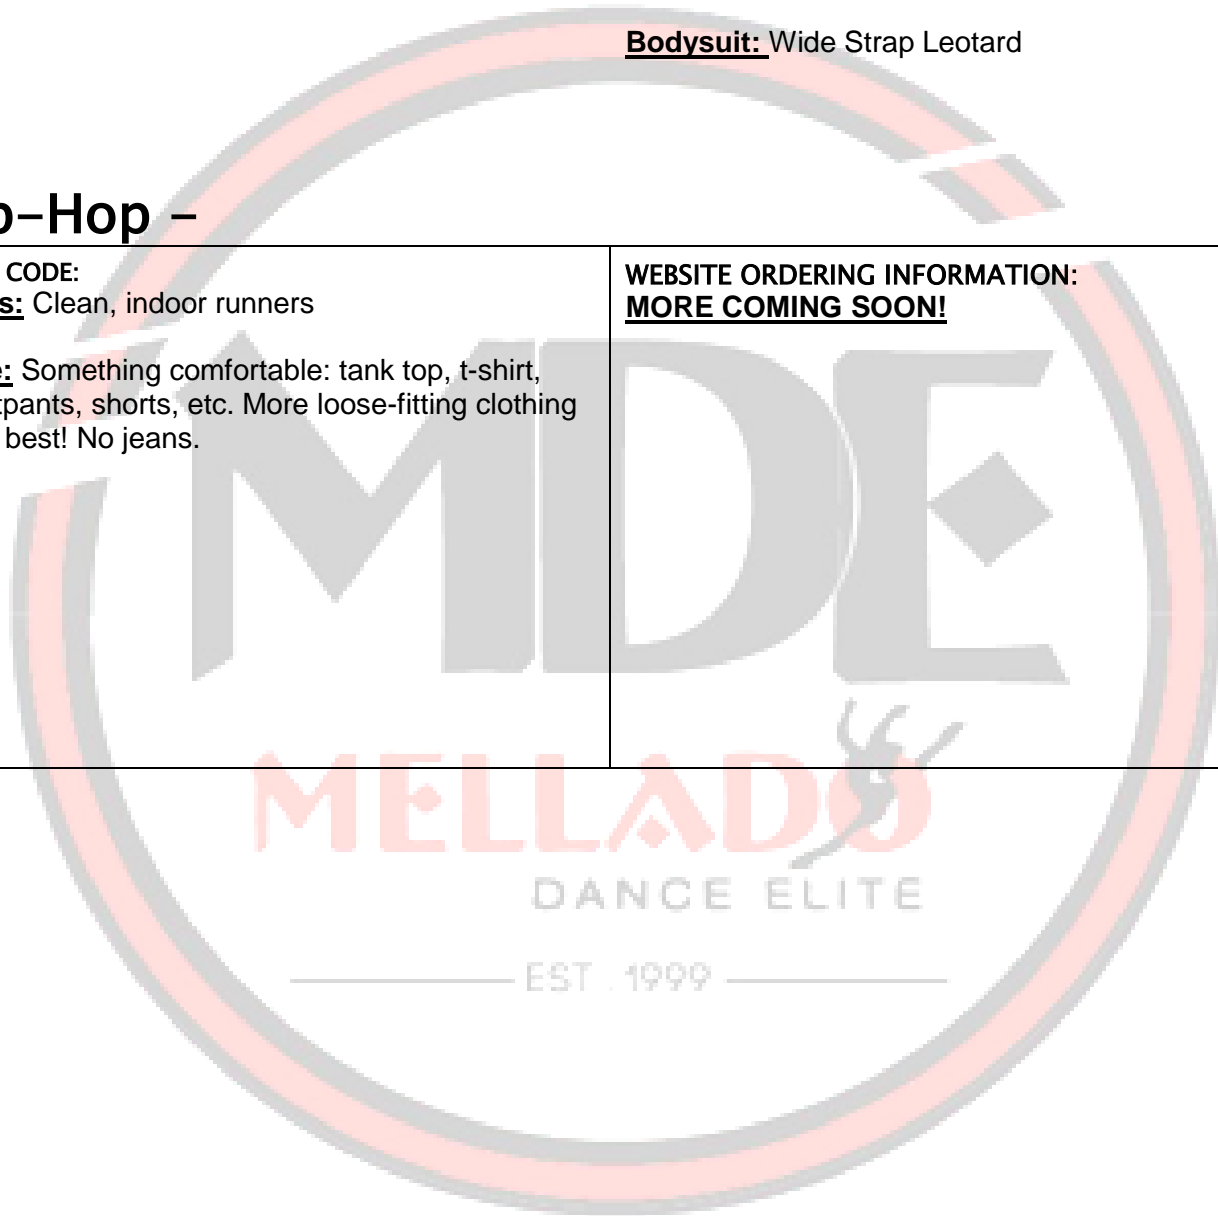 Bodysuit: Wide Strap Leotard
p–Hop –
CODE:
s: Clean, indoor runners
e: Something comfortable: tank top, t-shirt,
tpants, shorts, etc. More loose-fitting clothing
best! No jeans.
WEBSITE ORDERING INFORMATION:
MORE COMING SOON!
MDE
MELLADO
DANCE ELITE
EST. 1999